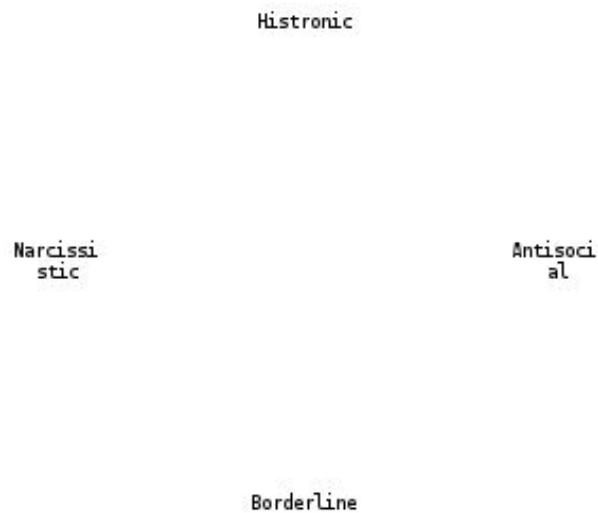 Histronic
Narcissi
stic
Antisoci
al
Borderline